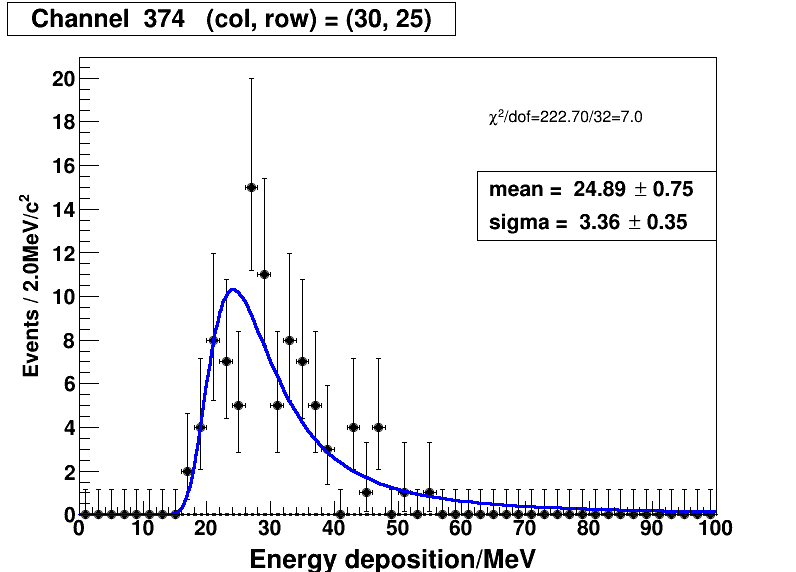 Channel 374 (col, row) = (30, 25)
χ²/dof=222.70/32=7.0
mean = 24.89 ± 0.75
sigma = 3.36 ± 0.35
Events / 2.0MeV/c²
20
18
16
14
12
10
8
6
4
2
0
0 10 20 30 40 50 60 70 80 90 100
Energy deposition/MeV